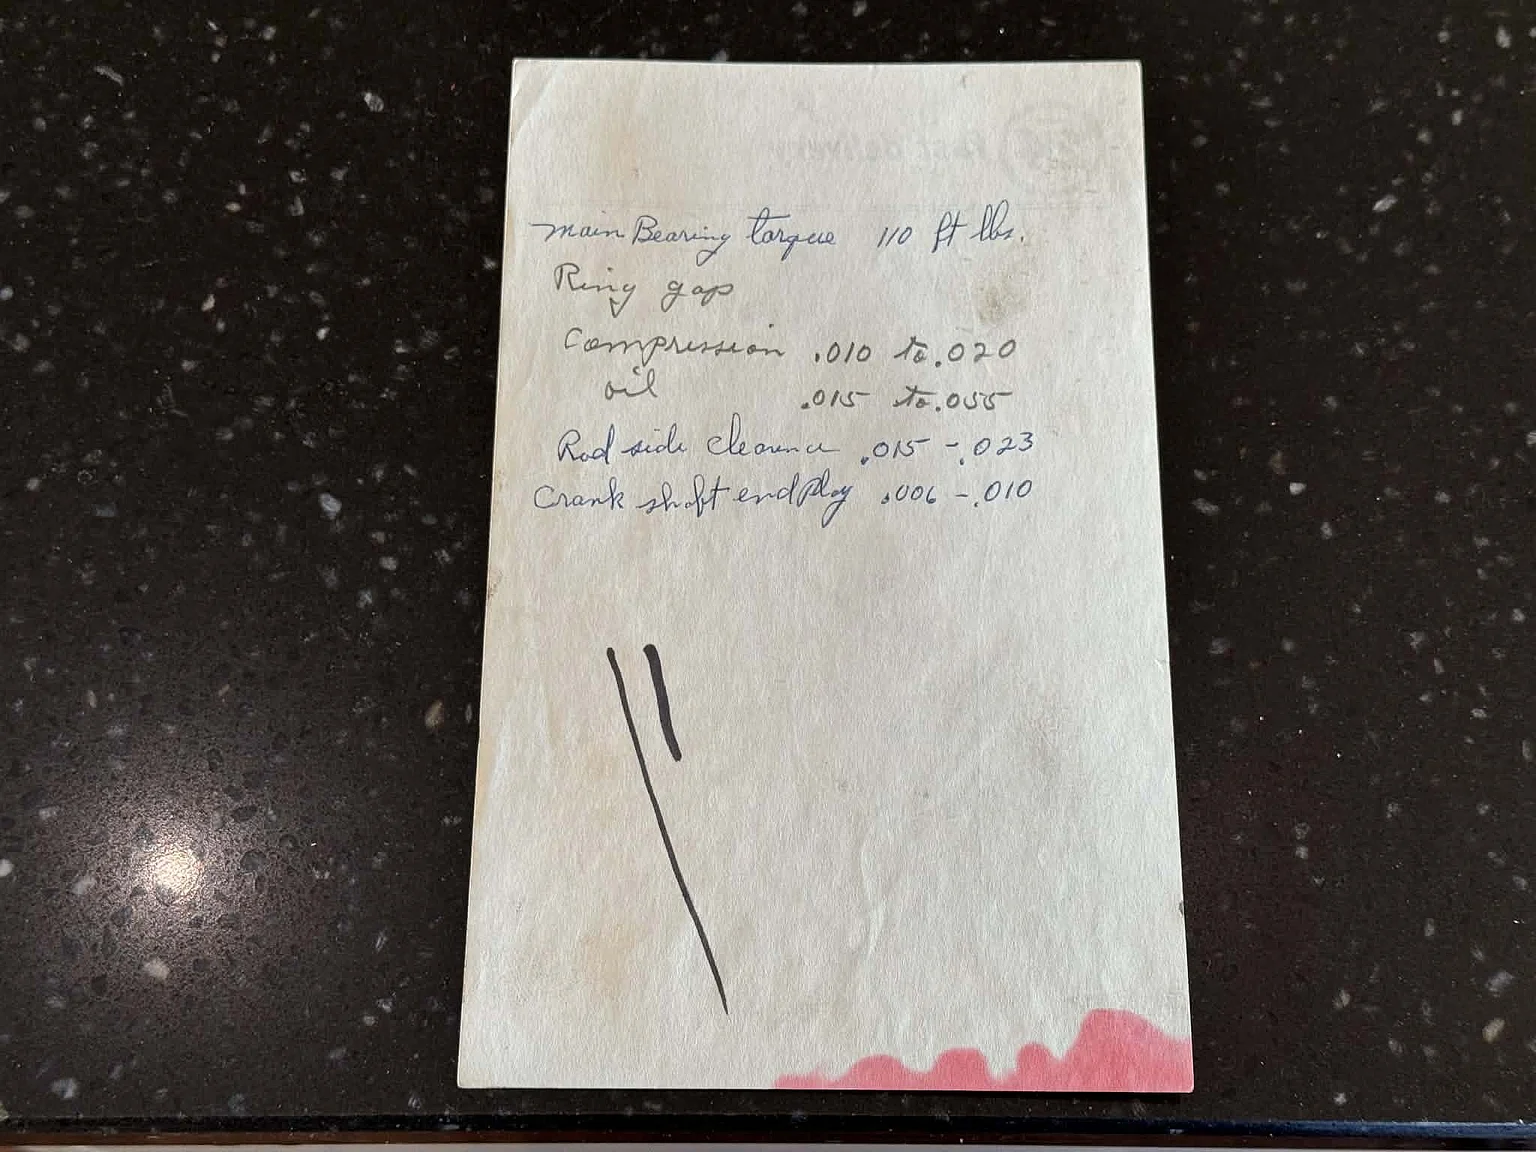 Main Bearing torque 110 ft lbs.
Ring gap
Compression .010 to .020
oil .015 to .055
Rod side clearance .015 - .023
Crank shaft end play .006 - .010